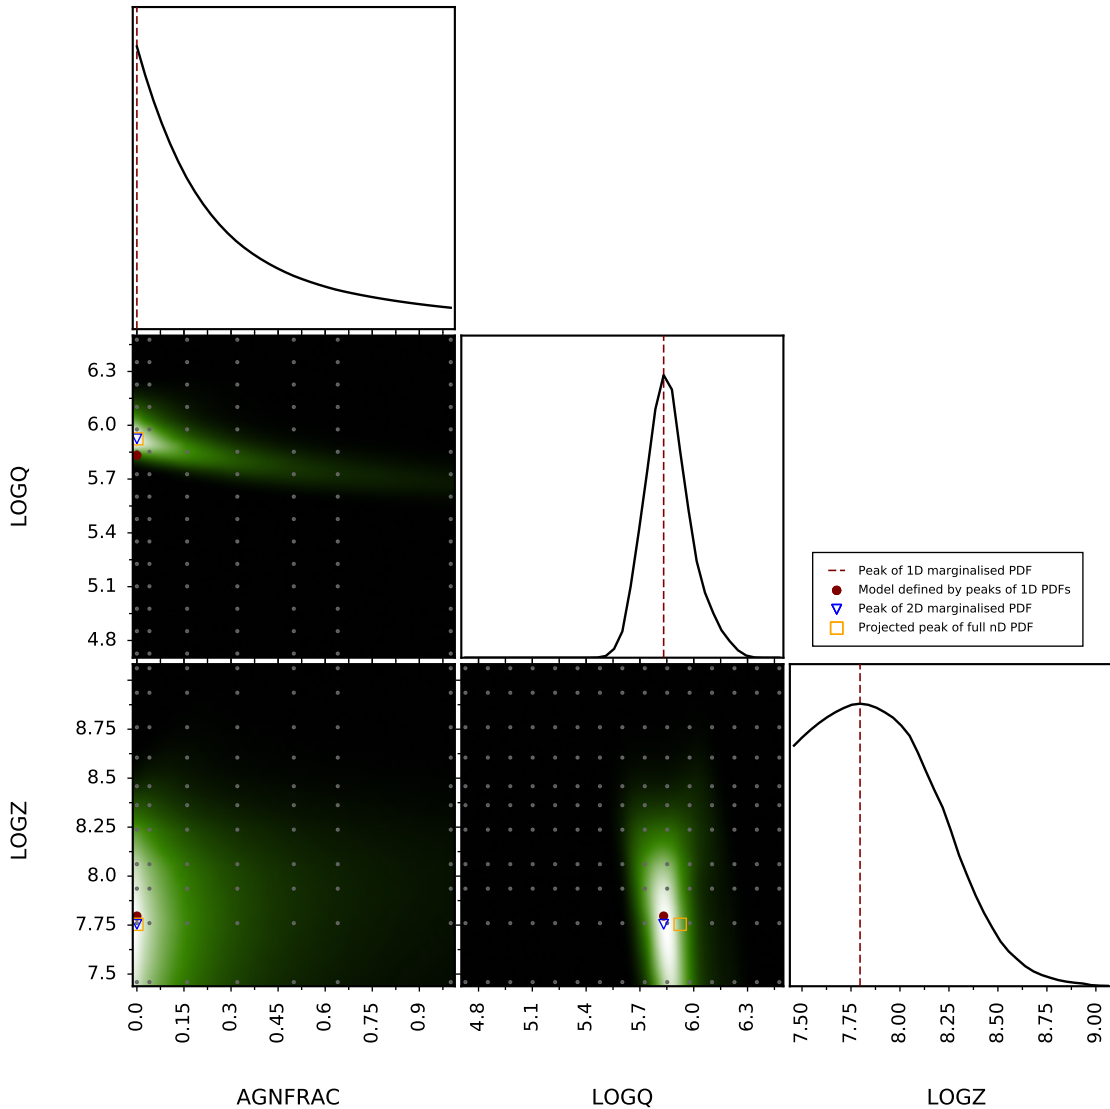 6.3
6.0
5.7
5.4
5.1
4.8
LOGQ
Peak of 1D marginalised PDF
Model defined by peaks of 1D PDFs
Peak of 2D marginalised PDF
Projected peak of full nD PDF
8.75
8.5
8.25
8.0
7.75
7.5
LOGZ
0.0 0.15 0.3 0.45 0.6 0.75 0.9
4.8 5.1 5.4 5.7 6.0 6.3
7.50 7.75 8.00 8.25 8.50 8.75 9.00
AGNFRAC LOGQ LOGZ